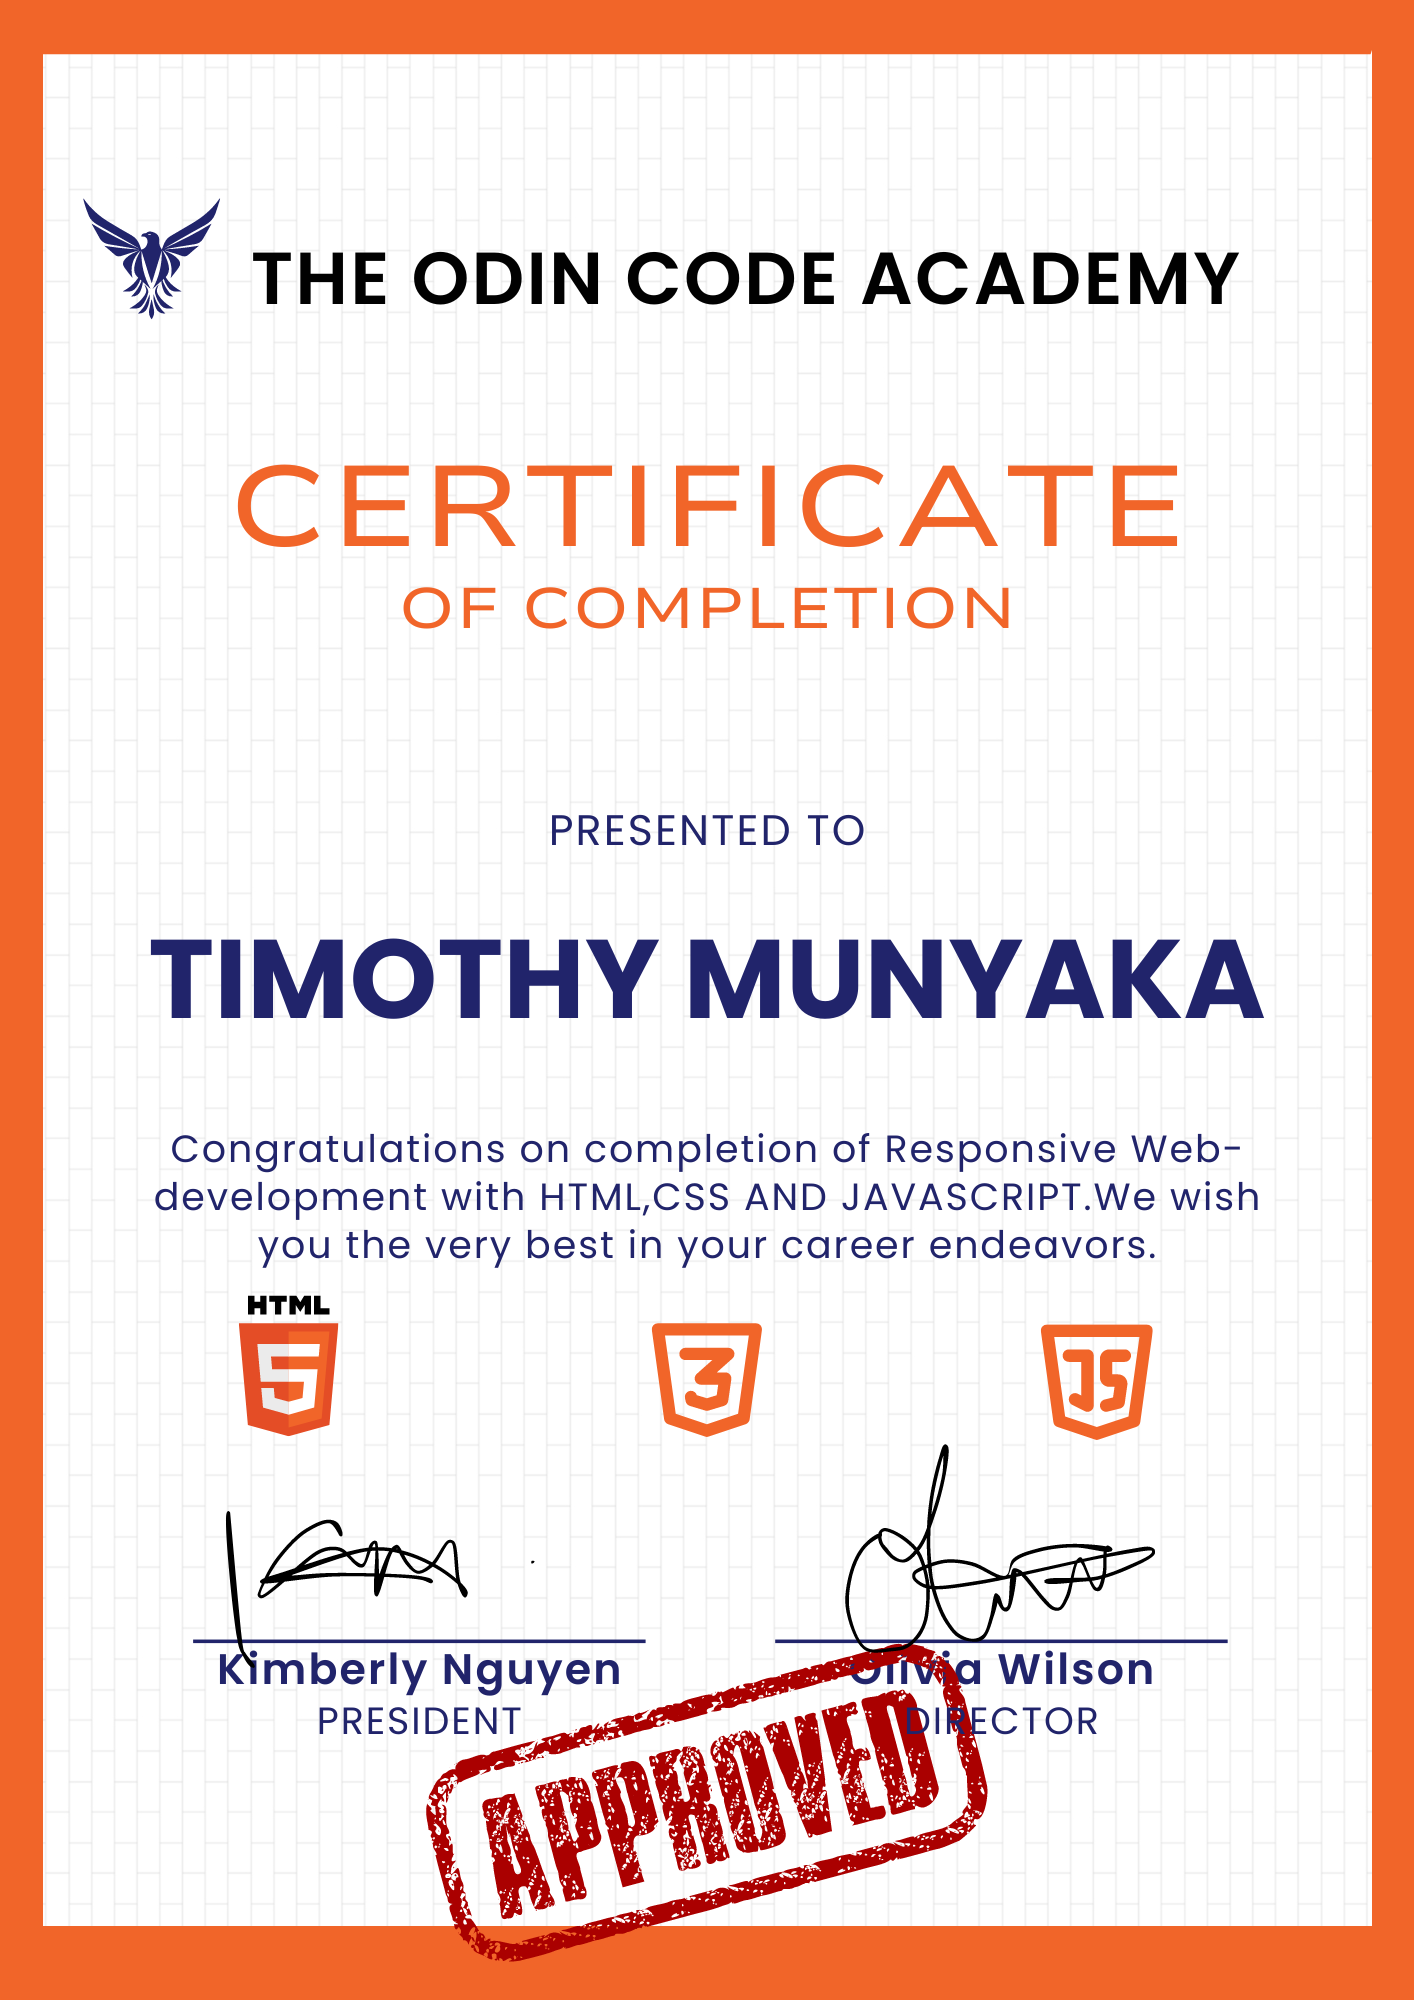 THE ODIN CODE ACADEMY
CERTIFICATE
OF COMPLETION
PRESENTED TO
TIMOTHY MUNYAKA
Congratulations on completion of Responsive Web-
development with HTML,CSS AND JAVASCRIPT.We wish
you the very best in your career endeavors.
HTML
5
3
JS
Kimberly Nguyen
PRESIDENT
Olivia Wilson
DIRECTOR
APPROVED